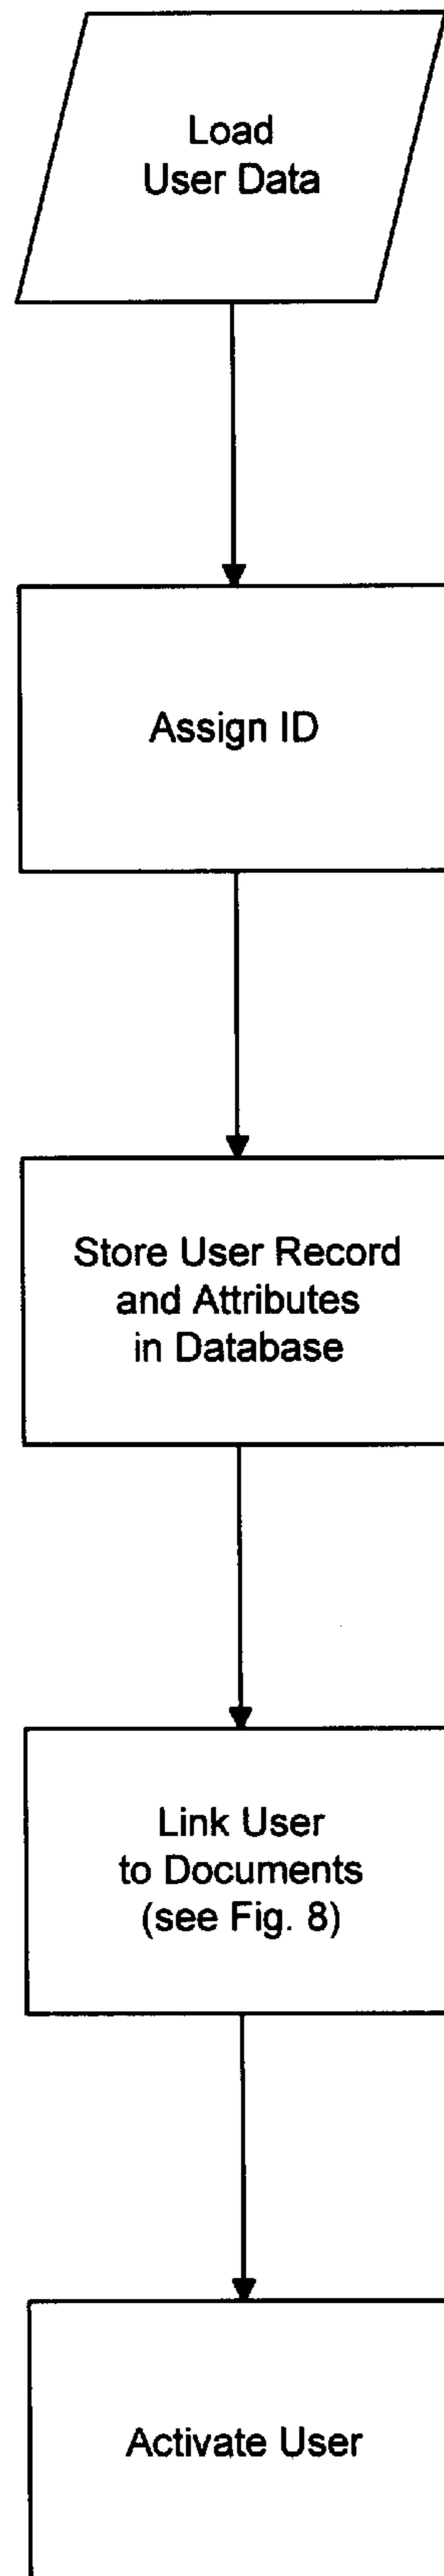 Load
User Data
Assign ID
Store User Record
and Attributes
in Database
Link User
to Documents
(see Fig. 8)
Activate User